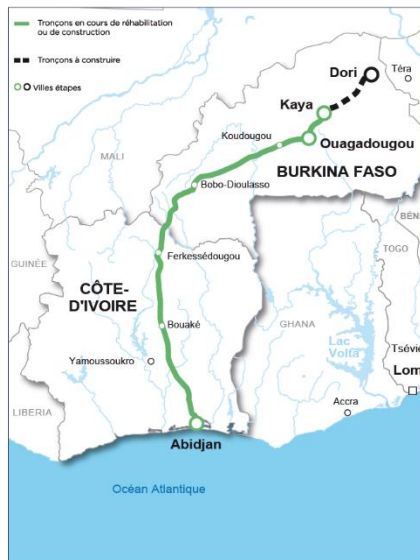 Tronçons en cours de réhabilitation
ou de construction
Tronçons à construire
Villes étapes
Dori
Téra
Kaya
Koudougou
Ouagadougou
MALI
BURKINA FASO
Bobo-Dioulasso
BÉN
TOGO
GUINÉE
Ferkessédougou
CÔTE-
D'IVOIRE
Bouaké
GHANA
Lac
Volta
Yamoussoukro
Tsévié
Lom
LIBERIA
Accra
Abidjan
Océan Atlantique